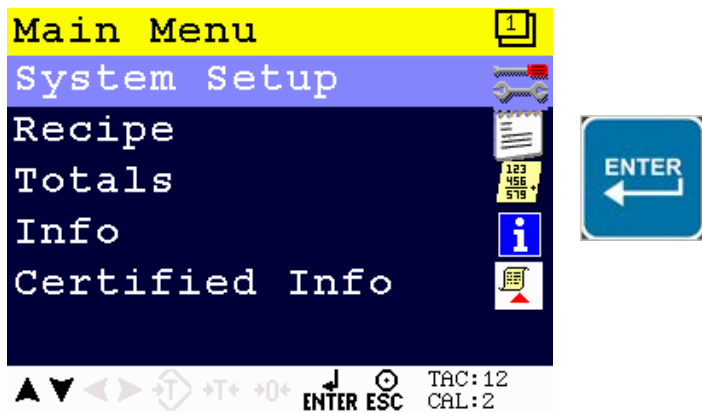 Main Menu 1
System Setup
Recipe
Totals 123 456 579
Info i
Certified Info
ENTER
T →T← →0← ENTER ESC TAC:12
CAL:2